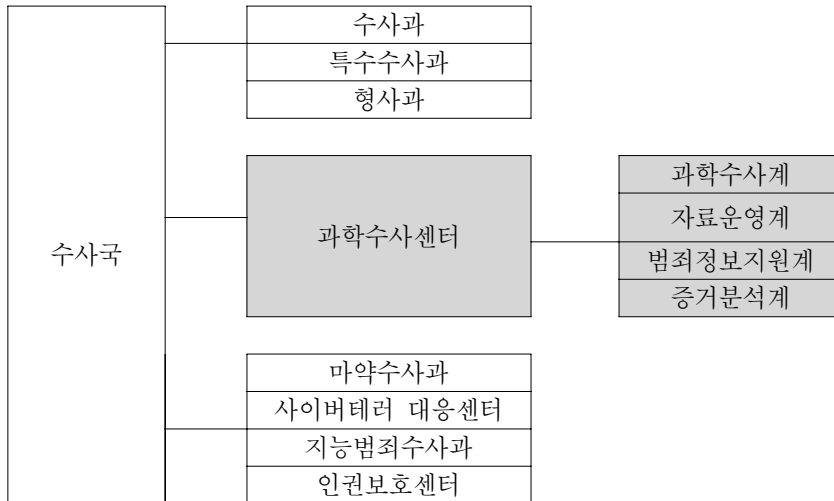 수사국
수사과
특수수사과
형사과
과학수사센터
과학수사계
자료운영계
범죄정보지원계
증거분석계
마약수사과
사이버테러 대응센터
지능범죄수사과
인권보호센터